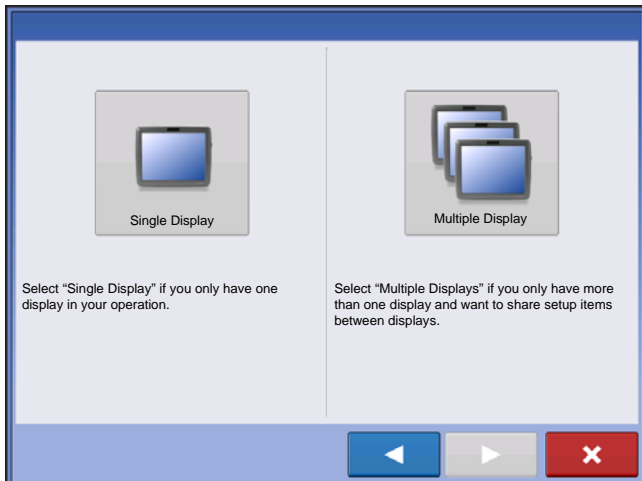 Single Display
Multiple Display
Select “Single Display” if you only have one
display in your operation.
Select “Multiple Displays” if you only have more
than one display and want to share setup items
between displays.